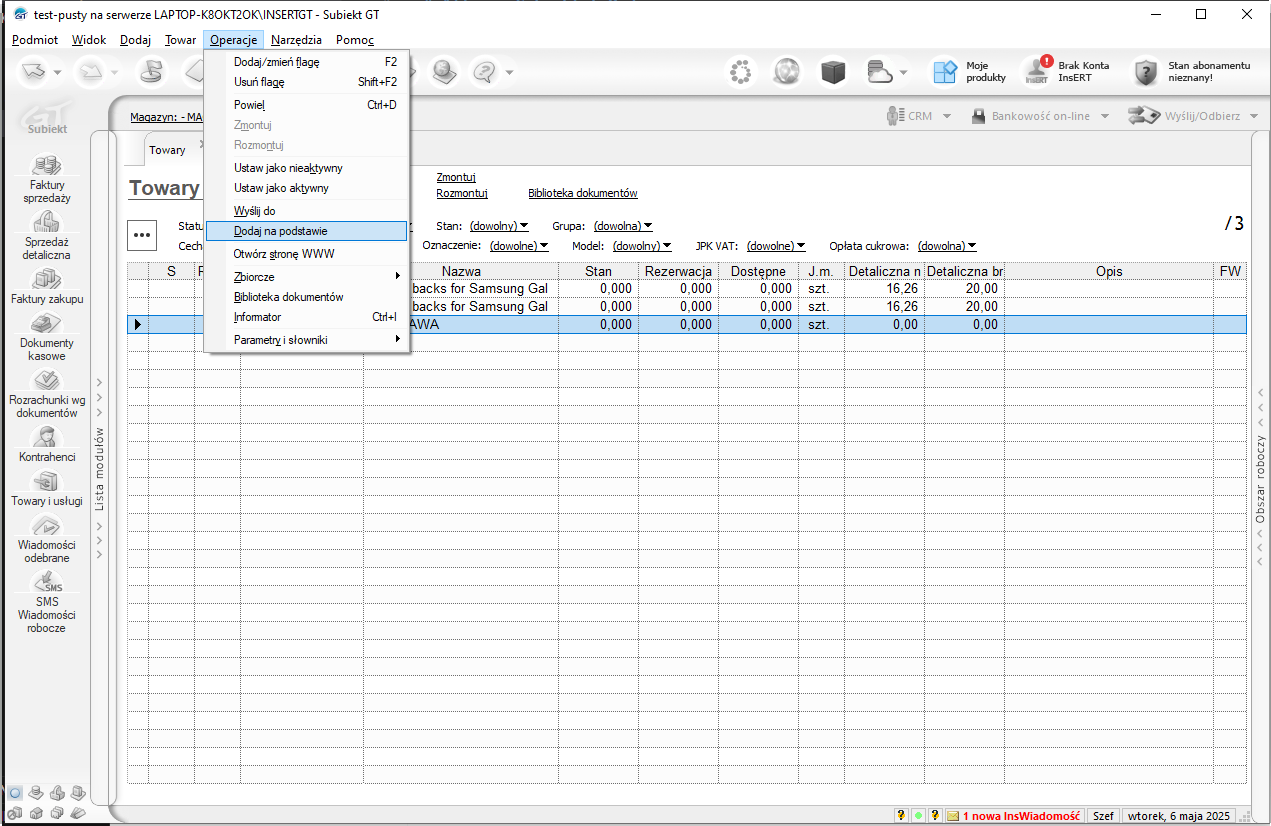 test-pusty na serwerze LAPTOP-K8OKT2OK\INSERTGT - Subiekt GT
Podmiot Widok Dodaj Towar Operacje Narzędzia Pomoc
Moje produkty
Brak Konta InsERT
Stan abonamentu nieznany!
InsERT
GT
Subiekt
Magazyn: - MA
CRM Bankowość on-line Wyślij/Odbierz
Towary
Towary
Zmontuj
Rozmontuj Biblioteka dokumentów
Statu Stan: (dowolny) Grupa: (dowolna)
Cech Oznaczenie: (dowolne) Model: (dowolny) JPK VAT: (dowolne) Opłata cukrowa: (dowolna)
/3
Dodaj/zmień flagę F2
Usuń flagę Shift+F2
Powiel Ctrl+D
Zmontuj
Rozmontuj
Ustaw jako nieaktywny
Ustaw jako aktywny
Wyślij do
Dodaj na podstawie
Otwórz stronę WWW
Zbiorcze
Biblioteka dokumentów
Informator Ctrl+I
Parametry i słowniki
S Nazwa Stan Rezerwacja Dostępne J.m. Detaliczna n Detaliczna br Opis FW
backs for Samsung Gal 0,000 0,000 0,000 szt. 16,26 20,00
backs for Samsung Gal 0,000 0,000 0,000 szt. 16,26 20,00
AWA 0,000 0,000 0,000 szt. 0,00 0,00
Faktury
sprzedaży
Sprzedaż
detaliczna
Faktury zakupu
Dokumenty
kasowe
Rozrachunki wg
dokumentów
Kontrahenci
Towary i usługi
Wiadomości
odebrane
SMS
SMS
Wiadomości
robocze
Lista modułów
Obszar roboczy
1 nowa InsWiadomość Szef wtorek, 6 maja 2025